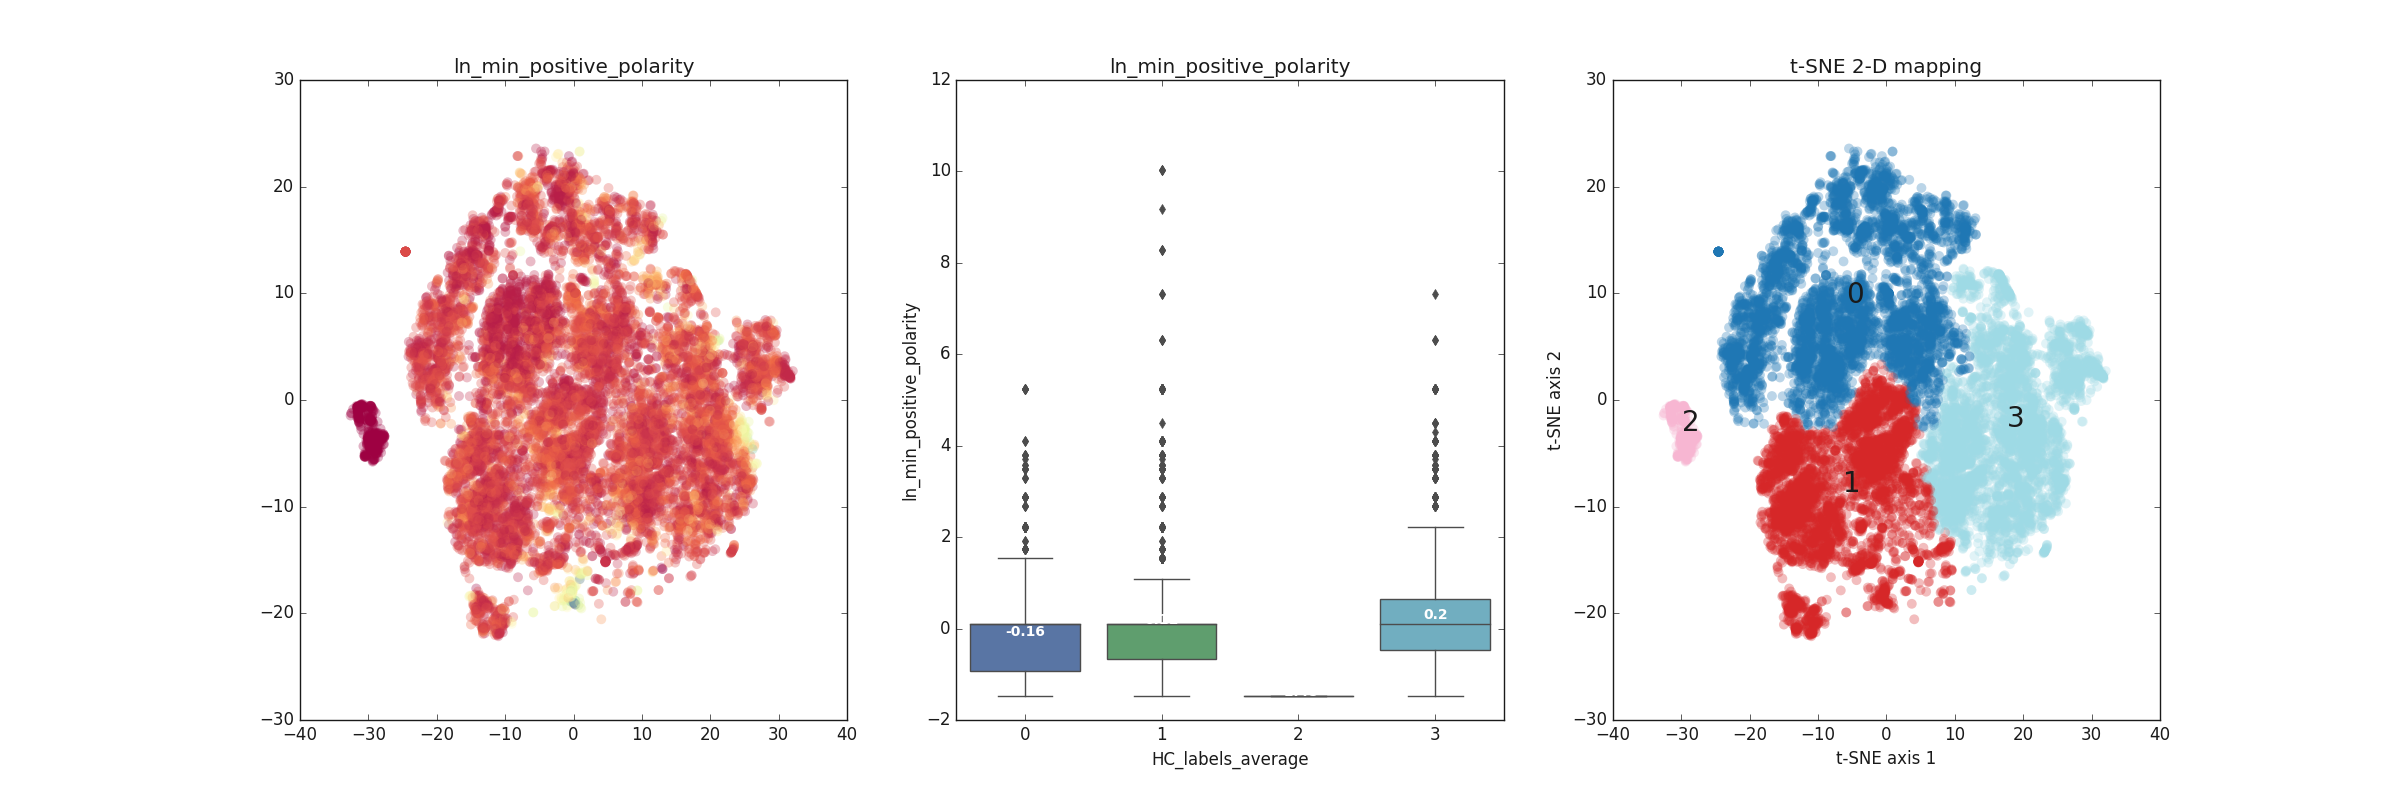 ln_min_positive_polarity
30
20
10
0
−10
−20
−30
−40 −30 −20 −10 0 10 20 30 40
ln_min_positive_polarity
ln_min_positive_polarity
12
10
8
6
4
2
0
−2
-0.16
0.2
0 1 2 3
HC_labels_average
t-SNE 2-D mapping
t-SNE axis 2
30
20
10
0
−10
−20
−30
0
2
3
1
−40 −30 −20 −10 0 10 20 30 40
t-SNE axis 1